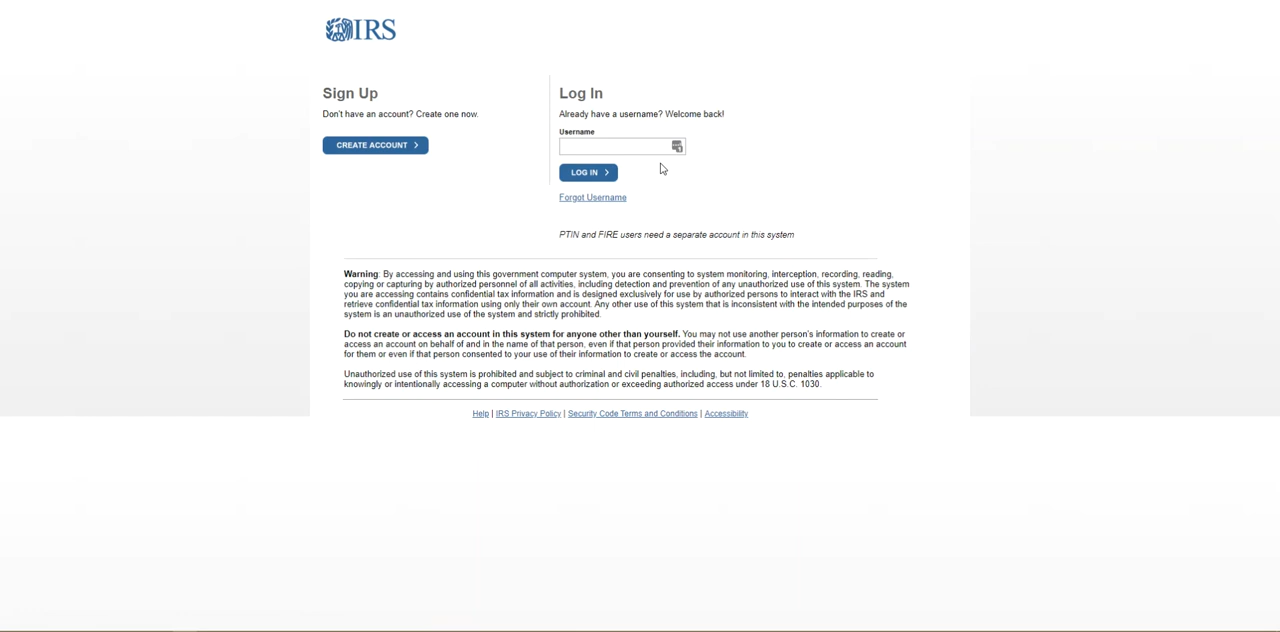 IRS
Sign Up
Don't have an account? Create one now.
CREATE ACCOUNT >
Log In
Already have a username? Welcome back!
Username
LOG IN >
Forgot Username
PTIN and FIRE users need a separate account in this system.
Warning: By accessing and using this government computer system, you are consenting to system monitoring, interception, recording, reading,
copying or capturing by authorized personnel of all activities, including detection and prevention of any unauthorized use of this system. The system
you are accessing contains confidential tax information and is designed exclusively for use by authorized persons to interact with the IRS and
retrieve confidential tax information using only their own account. Any other use of this system that is inconsistent with the intended purposes of the
system is an unauthorized use of the system and strictly prohibited.
Do not create or access an account in this system for anyone other than yourself. You may not use another person's information to create or
access an account on behalf of and in the name of that person, even if that person provided their information to you to create or access an account
for them or even if that person consented to your use of their information to create or access the account.
Unauthorized use of this system is prohibited and subject to criminal and civil penalties, including, but not limited to, penalties applicable to
knowingly or intentionally accessing a computer without authorization or exceeding authorized access under 18 U.S.C. 1030.
Help | IRS Privacy Policy | Security Code Terms and Conditions | Accessibility